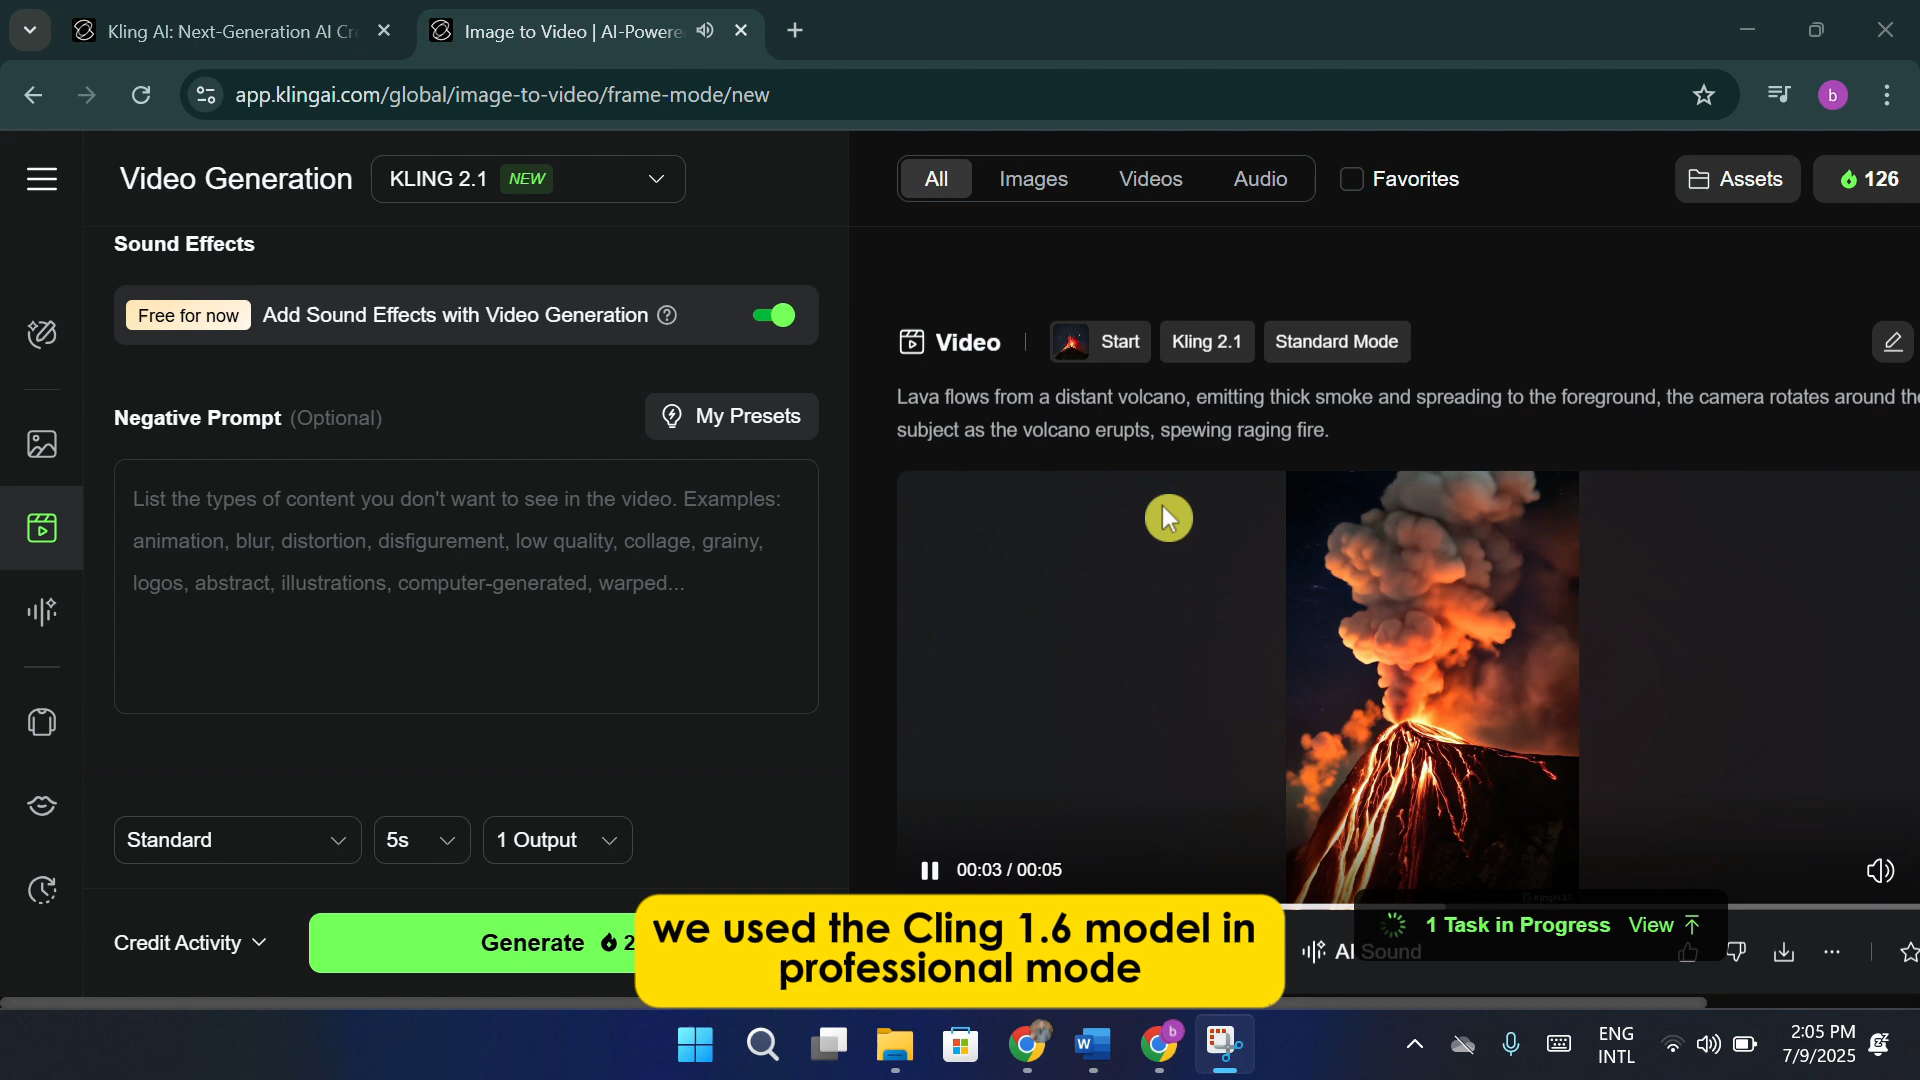 Kling AI: Next-Generation AI Cr
Image to Video | AI-Powere
app.klingai.com/global/image-to-video/frame-mode/new
b
Video Generation
KLING 2.1 NEW
All
Images
Videos
Audio
Favorites
Assets
126
Sound Effects
Free for now
Add Sound Effects with Video Generation
Video
Start
Kling 2.1
Standard Mode
Lava flows from a distant volcano, emitting thick smoke and spreading to the foreground, the camera rotates around the
subject as the volcano erupts, spewing raging fire.
Negative Prompt (Optional)
My Presets
List the types of content you don't want to see in the video. Examples:
animation, blur, distortion, disfigurement, low quality, collage, grainy,
logos, abstract, illustrations, computer-generated, warped...
Standard
5s
1 Output
00:03 / 00:05
Credit Activity
Generate 2
we used the Cling 1.6 model in
professional mode
1 Task in Progress View
AI Sound
W
b
ENG
INTL
2:05 PM
7/9/2025